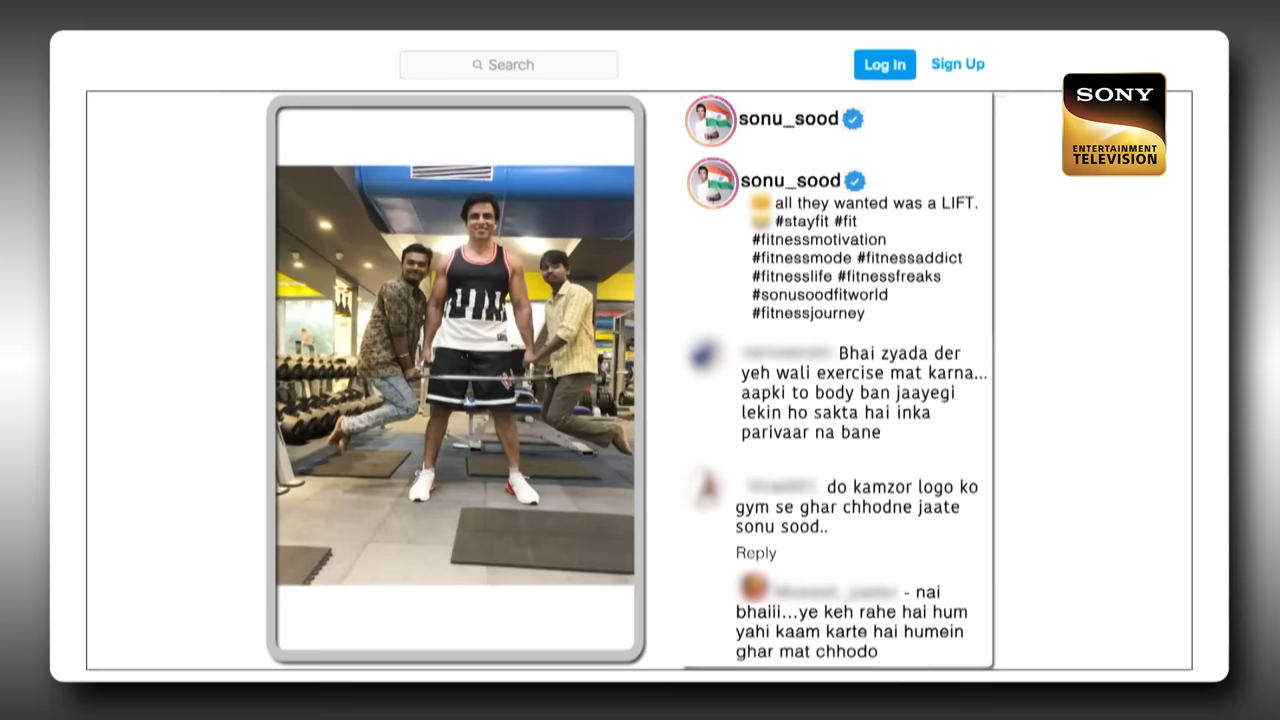 Search
Log In
Sign Up
SONY
ENTERTAINMENT
TELEVISION
sonu_sood
sonu_sood
all they wanted was a LIFT.
#stayfit #fit
#fitnessmotivation
#fitnessmode #fitnessaddict
#fitnesslife #fitnessfreaks
#sonusoodfitworld
#fitnessjourney
Bhai zyada der
yeh wali exercise mat karna...
aapki to body ban jaayegi
lekin ho sakta hai inka
parivaar na bane
do kamzor logo ko
gym se ghar chhodne jaate
sonu sood..
Reply
- nai
bhaiii...ye keh rahe hai hum
yahi kaam karte hai humein
ghar mat chhodo